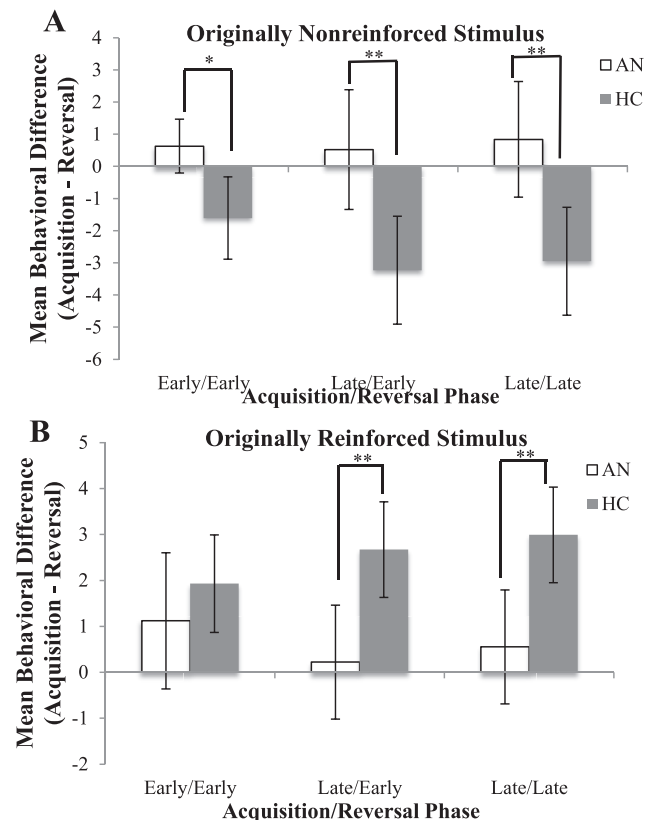 A
Originally Nonreinforced Stimulus
Mean Behavioral Difference
(Acquisition - Reversal)
4
3
2
1
0
-1
-2
-3
-4
-5
-6
*
**
**
AN
HC
Early/Early
Late/Early
Late/Late
Acquisition/Reversal Phase
B
Originally Reinforced Stimulus
Mean Behavioral Difference
(Acquisition - Reversal)
5
4
3
2
1
0
-1
-2
**
**
AN
HC
Early/Early
Late/Early
Late/Late
Acquisition/Reversal Phase